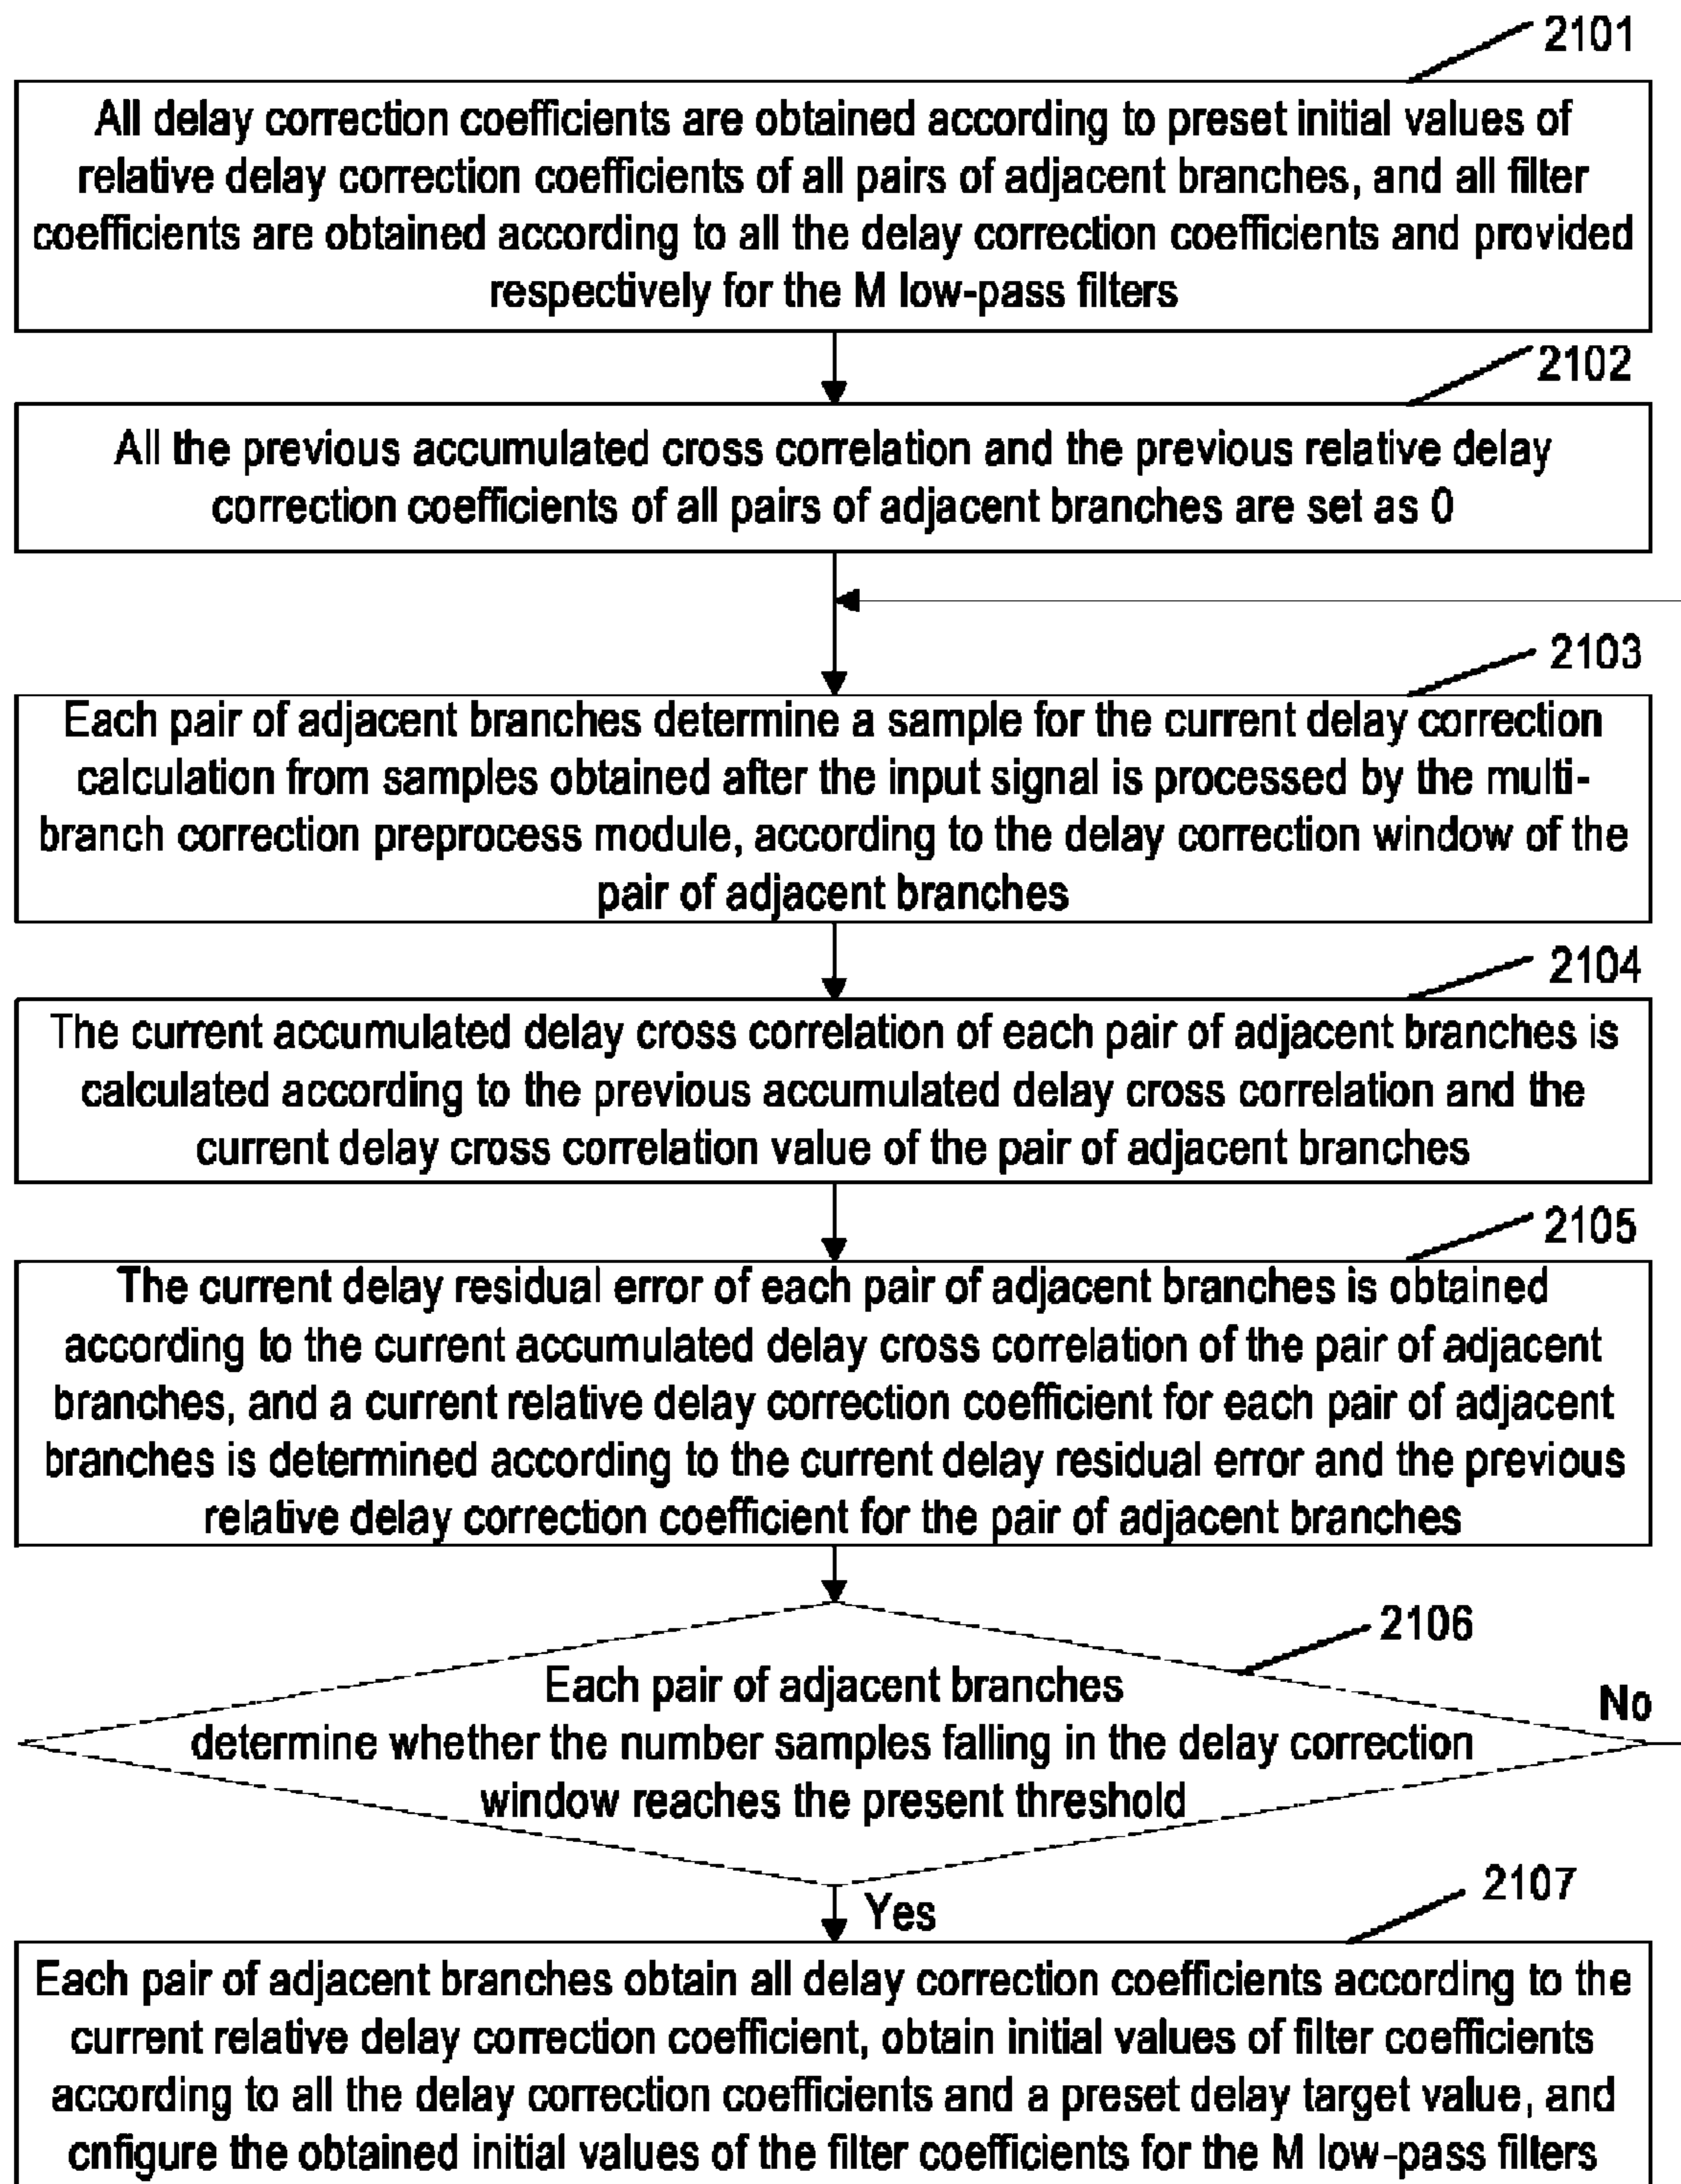 2101
All delay correction coefficients are obtained according to preset initial values of
relative delay correction coefficients of all pairs of adjacent branches, and all filter
coefficients are obtained according to all the delay correction coefficients and provided
respectively for the M low-pass filters
2102
All the previous accumulated cross correlation and the previous relative delay
correction coefficients of all pairs of adjacent branches are set as 0
2103
Each pair of adjacent branches determine a sample for the current delay correction
calculation from samples obtained after the input signal is processed by the multi-
branch correction preprocess module, according to the delay correction window of the
pair of adjacent branches
2104
The current accumulated delay cross correlation of each pair of adjacent branches is
calculated according to the previous accumulated delay cross correlation and the
current delay cross correlation value of the pair of adjacent branches
2105
The current delay residual error of each pair of adjacent branches is obtained
according to the current accumulated delay cross correlation of the pair of adjacent
branches, and a current relative delay correction coefficient for each pair of adjacent
branches is determined according to the current delay residual error and the previous
relative delay correction coefficient for the pair of adjacent branches
2106
Each pair of adjacent branches
determine whether the number samples falling in the delay correction
window reaches the present threshold
No
Yes
2107
Each pair of adjacent branches obtain all delay correction coefficients according to the
current relative delay correction coefficient, obtain initial values of filter coefficients
according to all the delay correction coefficients and a preset delay target value, and
cnfigure the obtained initial values of the filter coefficients for the M low-pass filters